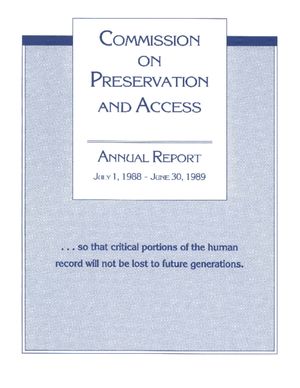 COMMISSION
ON
PRESERVATION
AND ACCESS
ANNUAL REPORT
JULY 1, 1988 - JUNE 30, 1989
. . . so that critical portions of the human
record will not be lost to future generations.